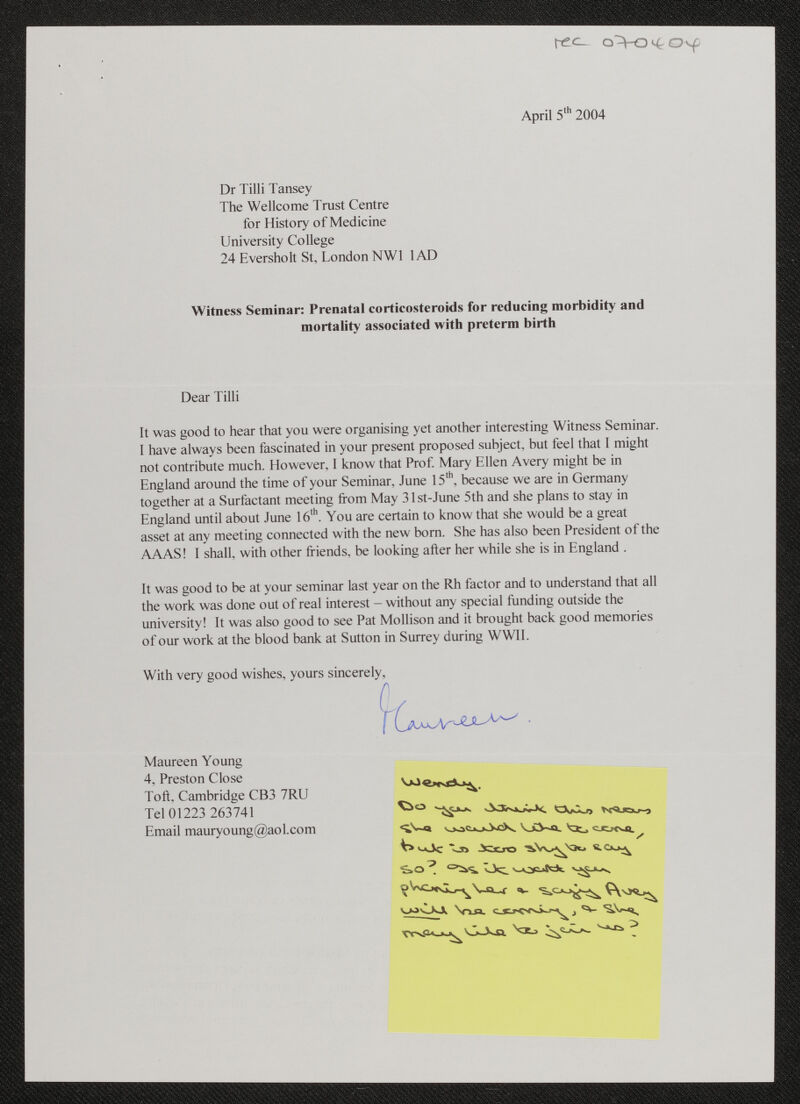 rec 070404
April 5th 2004
Dr Tilli Tansey
The Wellcome Trust Centre
for History of Medicine
University College
24 Eversholt St, London NW1 1AD
Witness Seminar: Prenatal corticosteroids for reducing morbidity and
mortality associated with preterm birth
Dear Tilli
It was good to hear that you were organising yet another interesting Witness Seminar.
I have always been fascinated in your present proposed subject, but feel that I might
not contribute much. However, I know that Prof. Mary Ellen Avery might be in
England around the time of your Seminar, June 15th, because we are in Germany
together at a Surfactant meeting from May 31st-June 5th and she plans to stay in
England until about June 16th. You are certain to know that she would be a great
asset at any meeting connected with the new born. She has also been President of the
AAAS! I shall, with other friends, be looking after her while she is in England .
It was good to be at your seminar last year on the Rh factor and to understand that all
the work was done out of real interest – without any special funding outside the
university! It was also good to see Pat Mollison and it brought back good memories
of our work at the blood bank at Sutton in Surrey during WWII.
With very good wishes, yours sincerely,
Maureen.
Maureen Young
4, Preston Close
Toft, Cambridge CB3 7RU
Tel 01223 263741
Email mauryoung@aol.com
Wendy.
Do you think this means
she would like to come,
but is too shy to say
so? Is it worth you
phoning her & saying Avery
will be coming, & she
may like to join us?